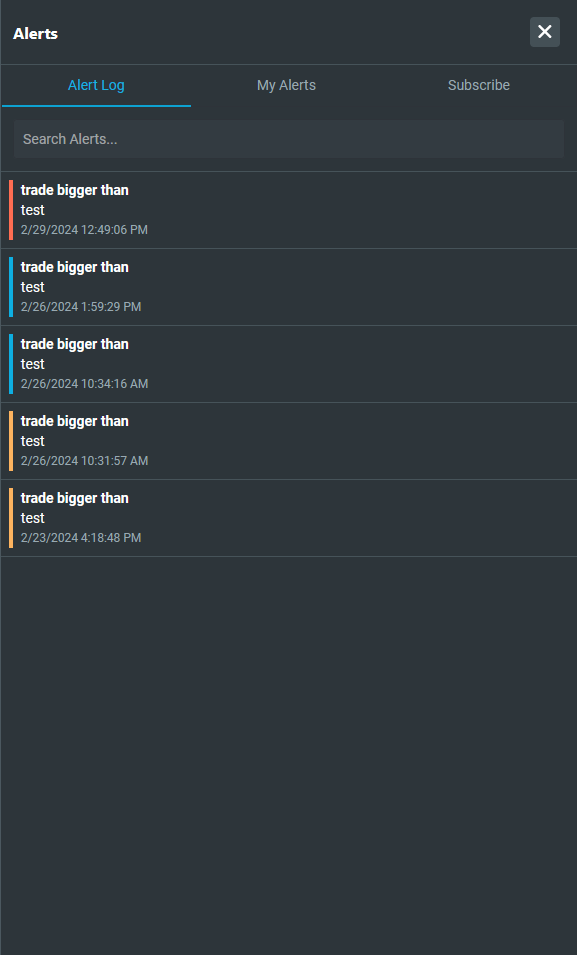 Alerts
Alert Log
My Alerts
Subscribe
Search Alerts...
trade bigger than
test
2/29/2024 12:49:06 PM
trade bigger than
test
2/26/2024 1:59:29 PM
trade bigger than
test
2/26/2024 10:34:16 AM
trade bigger than
test
2/26/2024 10:31:57 AM
trade bigger than
test
2/23/2024 4:18:48 PM